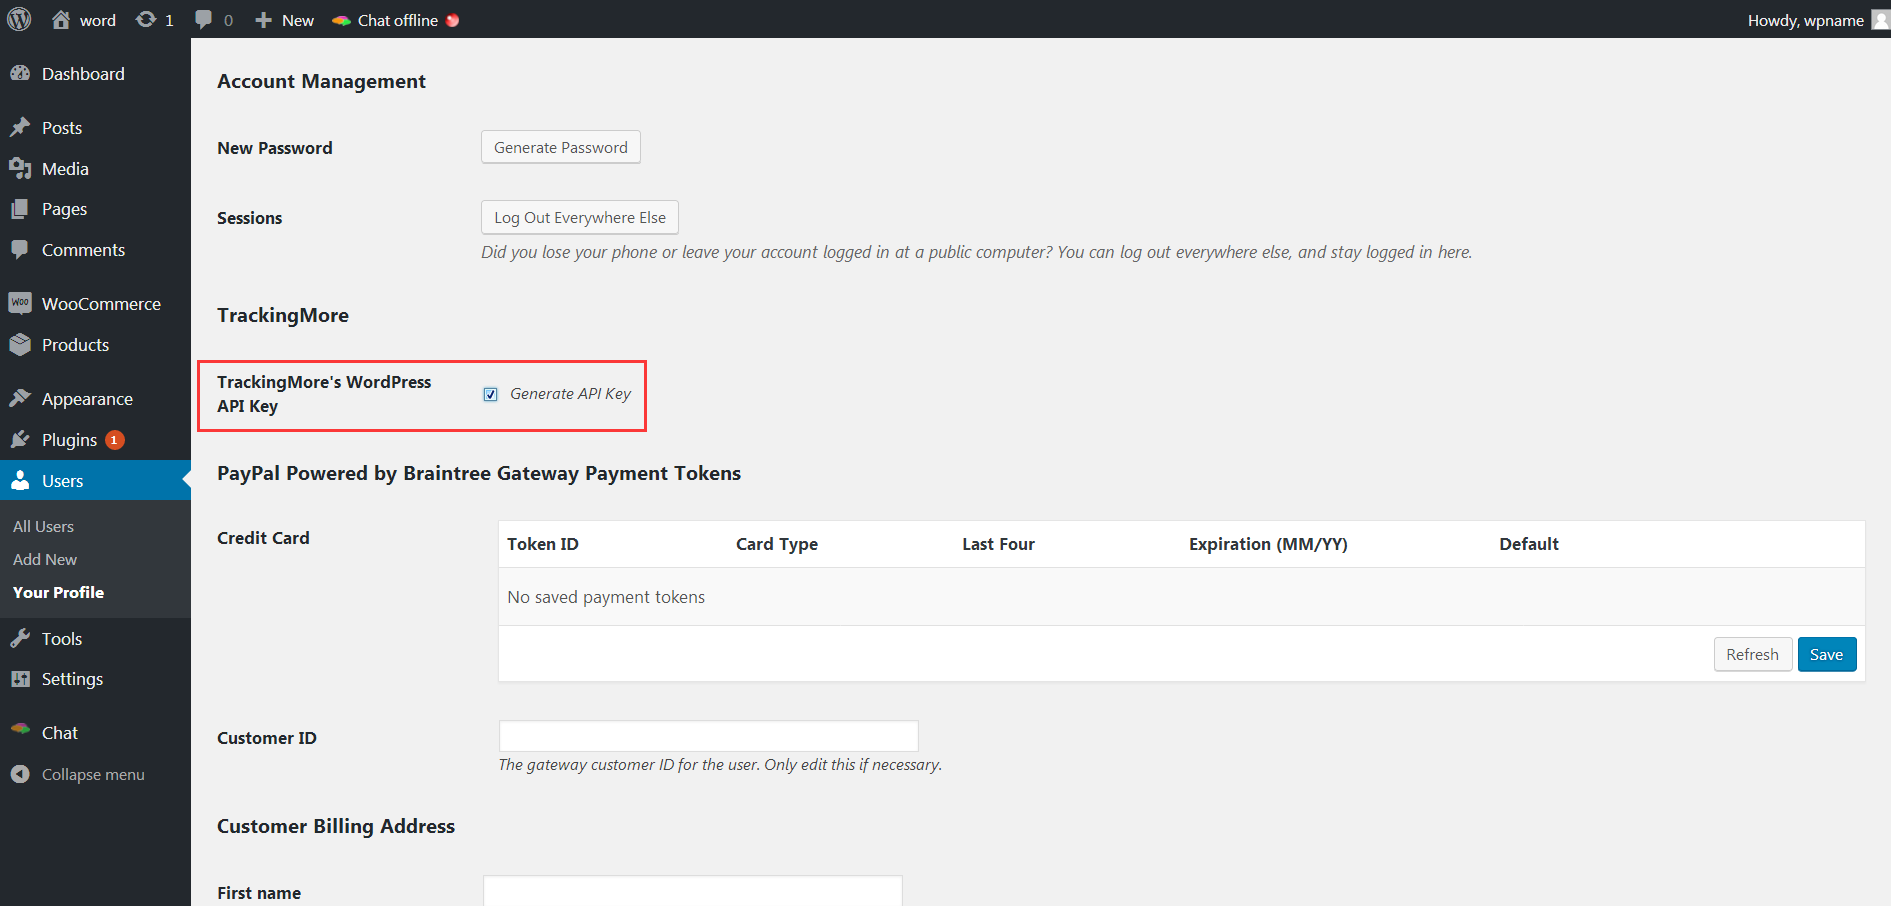 word 1 0 New Chat offline Howdy, wpname
Dashboard
Posts
Media
Pages
Comments
Woo WooCommerce
Products
Appearance
Plugins 1
Users
All Users
Add New
Your Profile
Tools
Settings
Chat
Collapse menu
Account Management
New Password Generate Password
Sessions Log Out Everywhere Else
Did you lose your phone or leave your account logged in at a public computer? You can log out everywhere else, and stay logged in here.
TrackingMore
TrackingMore's WordPress
API Key
Generate API Key
PayPal Powered by Braintree Gateway Payment Tokens
Credit Card
Token ID Card Type Last Four Expiration (MM/YY) Default
No saved payment tokens
Refresh Save
Customer ID
The gateway customer ID for the user. Only edit this if necessary.
Customer Billing Address
First name